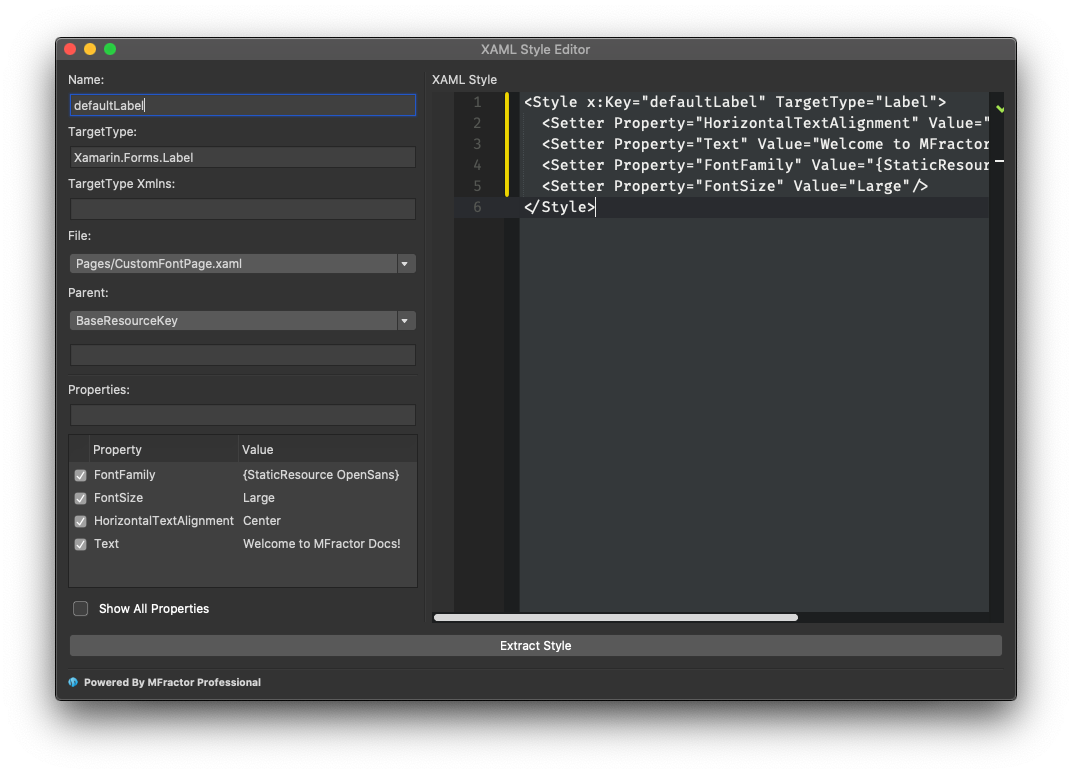 XAML Style Editor
Name:
defaultLabel
TargetType:
Xamarin.Forms.Label
TargetType Xmlns:
File:
Pages/CustomFontPage.xaml
Parent:
BaseResourceKey
Properties:
Property Value
FontFamily {StaticResource OpenSans}
FontSize Large
HorizontalTextAlignment Center
Text Welcome to MFractor Docs!
Show All Properties
XAML Style
1 <Style x:Key="defaultLabel" TargetType="Label">
2 <Setter Property="HorizontalTextAlignment" Value="
3 <Setter Property="Text" Value="Welcome to MFractor
4 <Setter Property="FontFamily" Value="{StaticResour
5 <Setter Property="FontSize" Value="Large"/>
6 </Style>
Extract Style
Powered By MFractor Professional